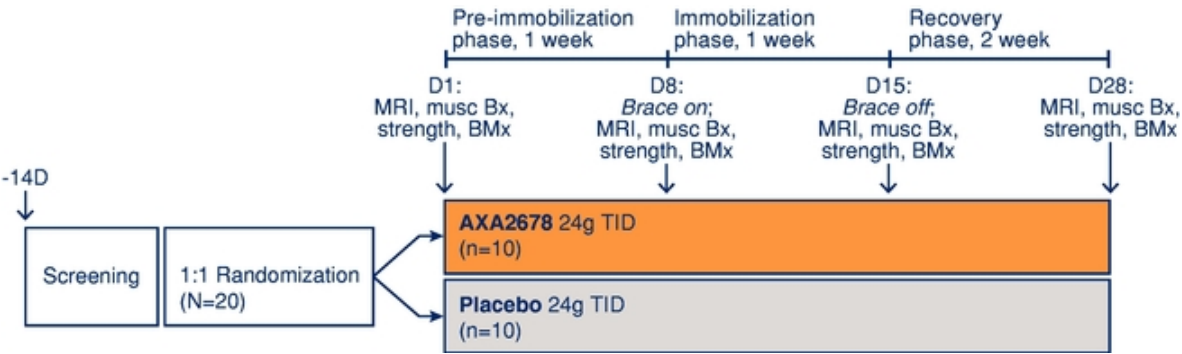 Pre-immobilization
phase, 1 week
Immobilization
phase, 1 week
Recovery
phase, 2 week
D1:
MRI, musc Bx,
strength, BMx
D8:
Brace on;
MRI, musc Bx,
strength, BMx
D15:
Brace off;
MRI, musc Bx,
strength, BMx
D28:
MRI, musc Bx,
strength, BMx
-14D
Screening
1:1 Randomization
(N=20)
AXA2678 24g TID
(n=10)
Placebo 24g TID
(n=10)